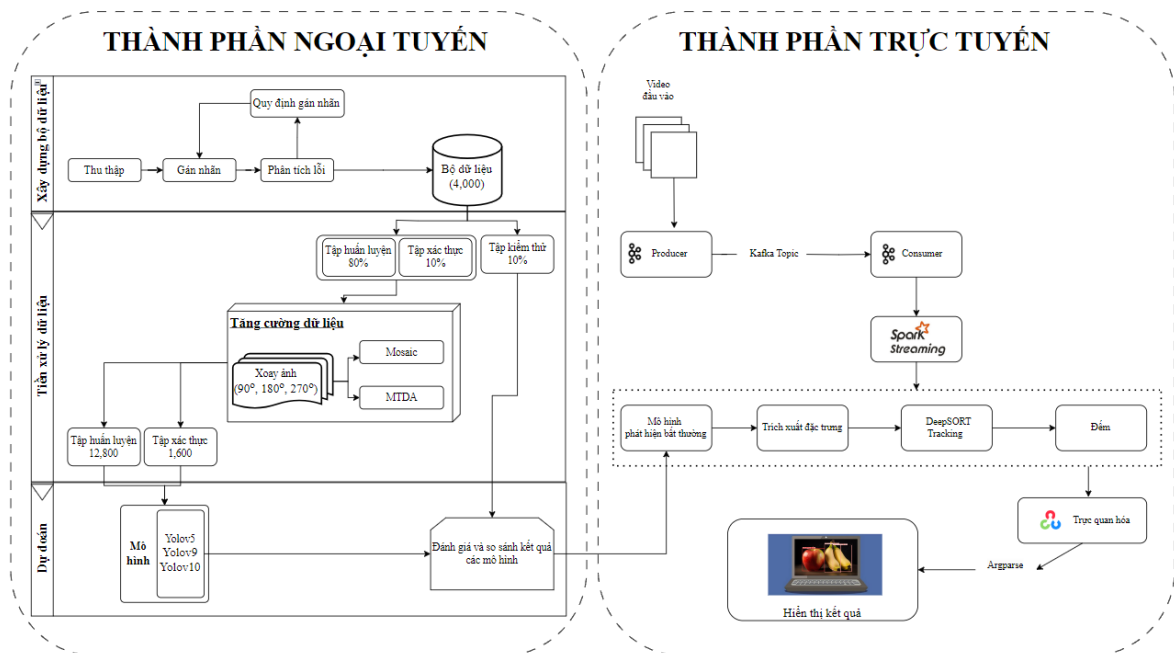 THÀNH PHẦN NGOẠI TUYẾN
Xây dựng bộ dữ liệu
Quy định gán nhãn
Thu thập
Gán nhãn
Phân tích lỗi
Bộ dữ liệu
(4,000)
Tiền xử lý dữ liệu
Tập huấn luyện
80%
Tập xác thực
10%
Tập kiểm thử
10%
Tăng cường dữ liệu
Xoay ảnh
(90°, 180°, 270°)
Mosaic
MTDA
Tập huấn luyện
12,800
Tập xác thực
1,600
Dự đoán
Mô
hình
Yolov5
Yolov9
Yolov10
Đánh giá và so sánh kết quả
các mô hình
THÀNH PHẦN TRỰC TUYẾN
Video
đầu vào
Producer
Kafka Topic
Consumer
Spark
Streaming
Mô hình
phát hiện bất thường
Trích xuất đặc trưng
DeepSORT
Tracking
Đếm
Trực quan hóa
Argparse
Hiển thị kết quả